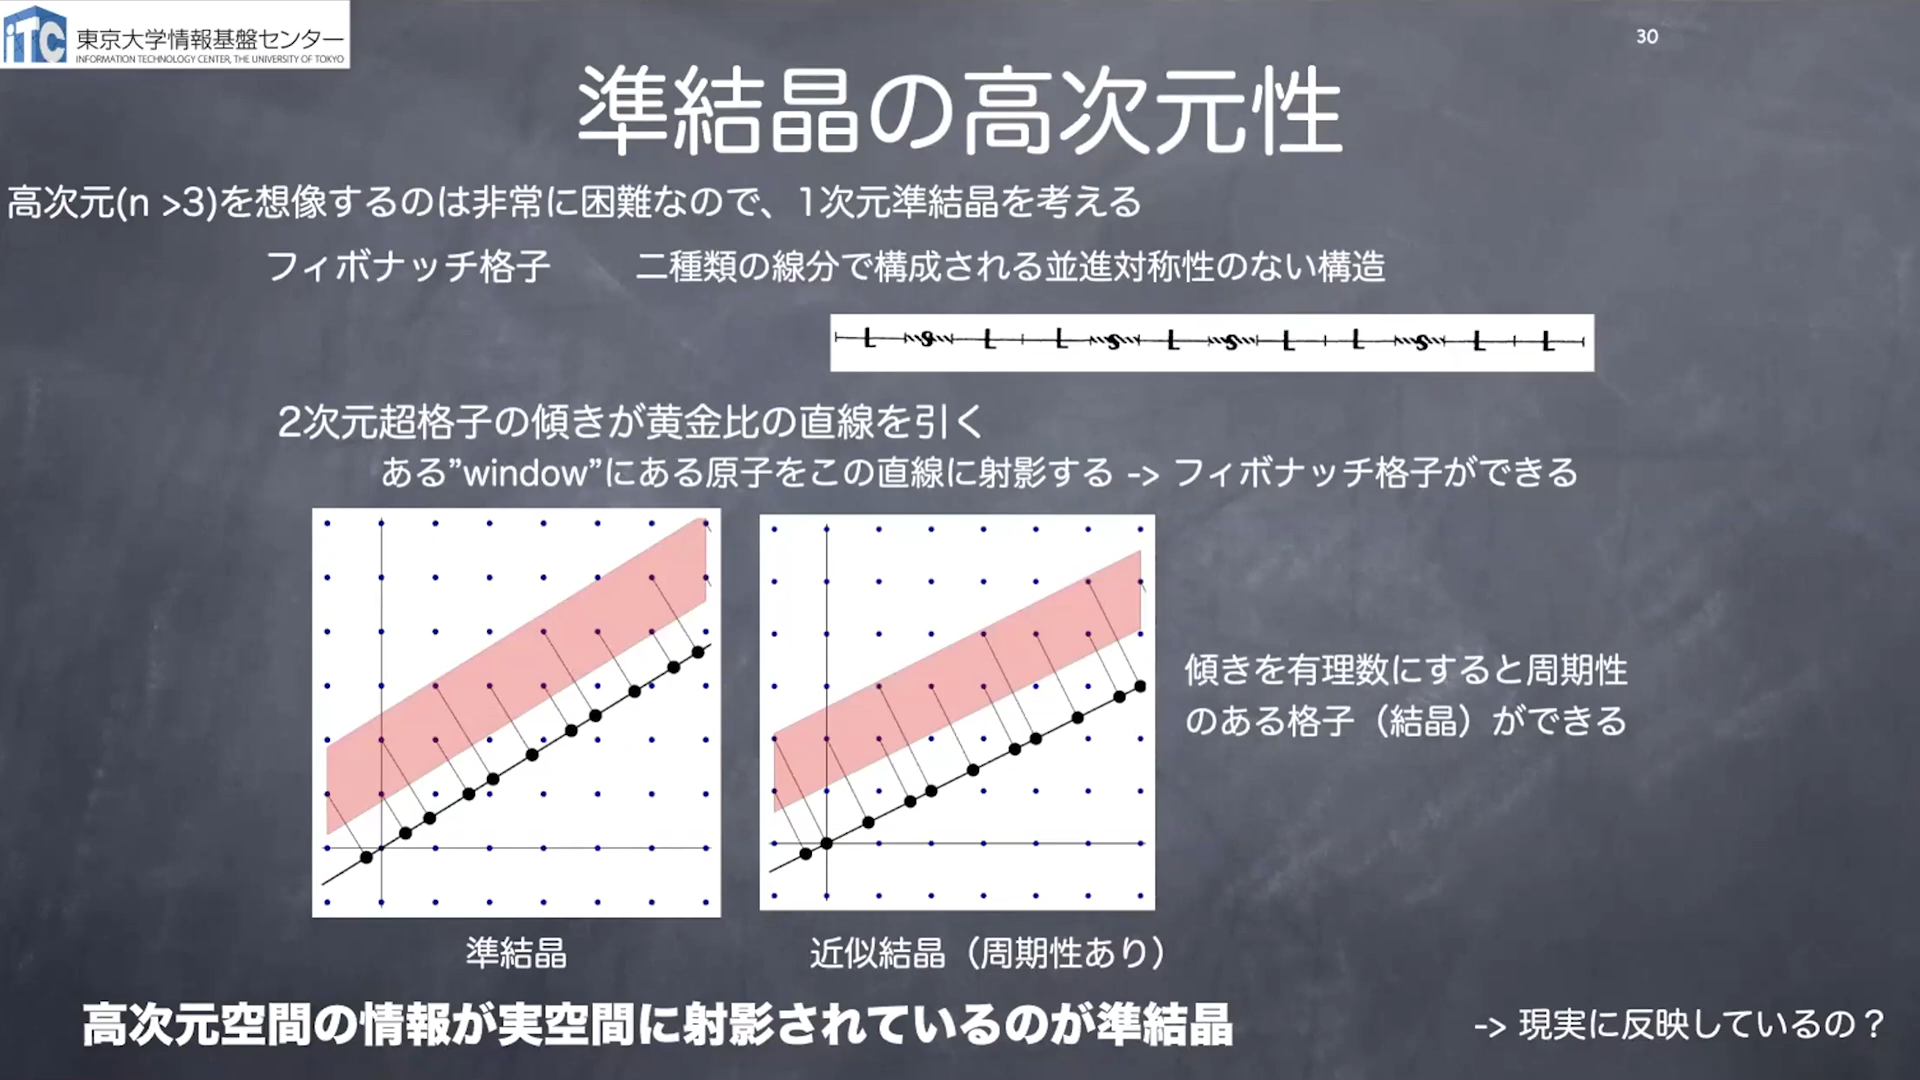 iTC 東京大学情報基盤センター
INFORMATION TECHNOLOGY CENTER, THE UNIVERSITY OF TOKYO
30
準結晶の高次元性
高次元(n >3)を想像するのは非常に困難なので、1次元準結晶を考える
フィボナッチ格子 二種類の線分で構成される並進対称性のない構造
L S L L S L S L L S L L
2次元超格子の傾きが黄金比の直線を引く
ある”window”にある原子をこの直線に射影する -> フィボナッチ格子ができる
傾きを有理数にすると周期性
のある格子（結晶）ができる
準結晶
近似結晶（周期性あり）
高次元空間の情報が実空間に射影されているのが準結晶
-> 現実に反映しているの？